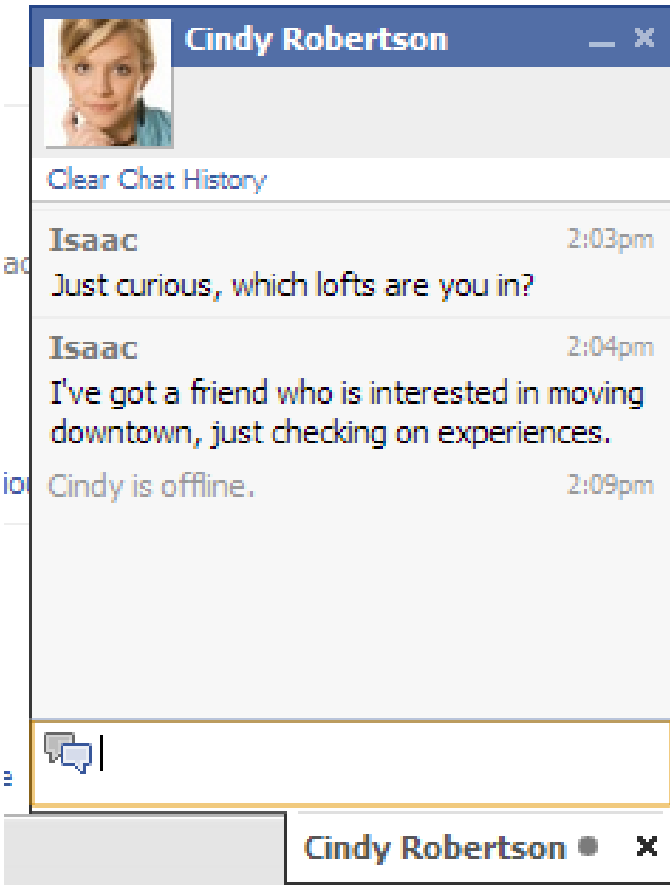 Cindy Robertson
Clear Chat History
Isaac 2:03pm
Just curious, which lofts are you in?
Isaac 2:04pm
I've got a friend who is interested in moving
downtown, just checking on experiences.
Cindy is offline. 2:09pm
Cindy Robertson